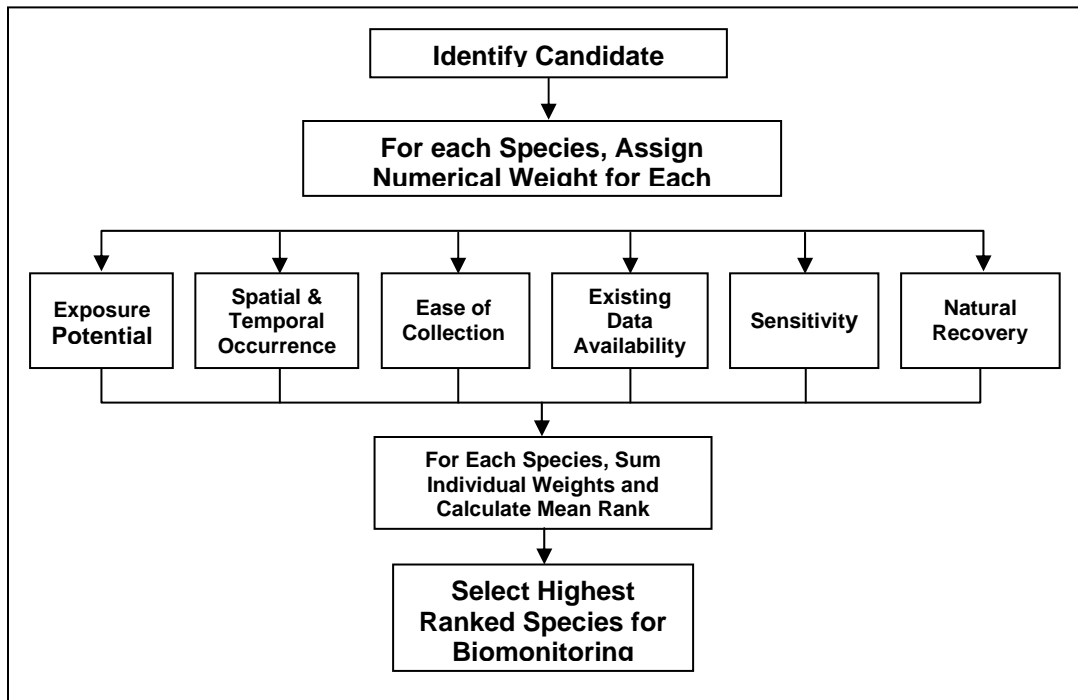 Identify Candidate
For each Species, Assign
Numerical Weight for Each
Exposure
Potential
Spatial &
Temporal
Occurrence
Ease of
Collection
Existing
Data
Availability
Sensitivity
Natural
Recovery
For Each Species, Sum
Individual Weights and
Calculate Mean Rank
Select Highest
Ranked Species for
Biomonitoring